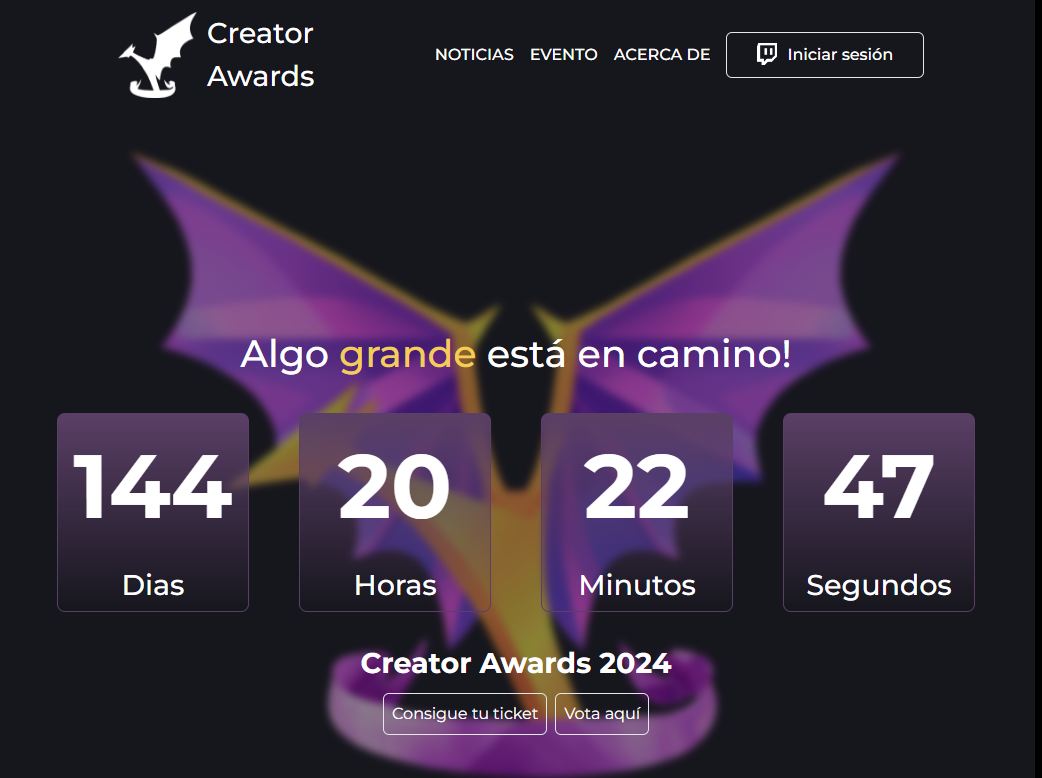 Creator
Awards
NOTICIAS EVENTO ACERCA DE Iniciar sesión
Algo grande está en camino!
144 20 22 47
Dias Horas Minutos Segundos
Creator Awards 2024
Consigue tu ticket Vota aquí